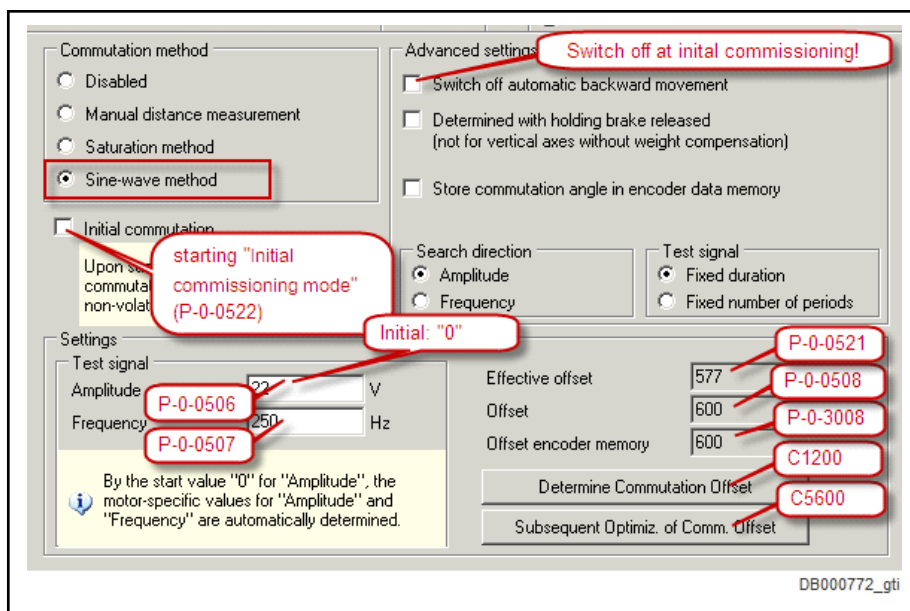 Commutation method
Disabled
Manual distance measurement
Saturation method
Sine-wave method
Advanced settings
Switch off at inital commissioning!
Switch off automatic backward movement
Determined with holding brake released
(not for vertical axes without weight compensation)
Store commutation angle in encoder data memory
Initial commutation
Upon
commuta
non-volat
starting "Initial
commissioning mode"
(P-0-0522)
Search direction
Amplitude
Frequency
Test signal
Fixed duration
Fixed number of periods
Initial: "0"
Settings
Test signal
Amplitude
P-0-0506
22
V
Frequency
P-0-0507
250
Hz
By the start value "0" for "Amplitude", the
motor-specific values for "Amplitude" and
"Frequency" are automatically determined.
P-0-0521
Effective offset
577
P-0-0508
Offset
600
P-0-3008
Offset encoder memory
600
C1200
Determine Commutation Offset
C5600
Subsequent Optimiz. of Comm. Offset
DB000772_gti